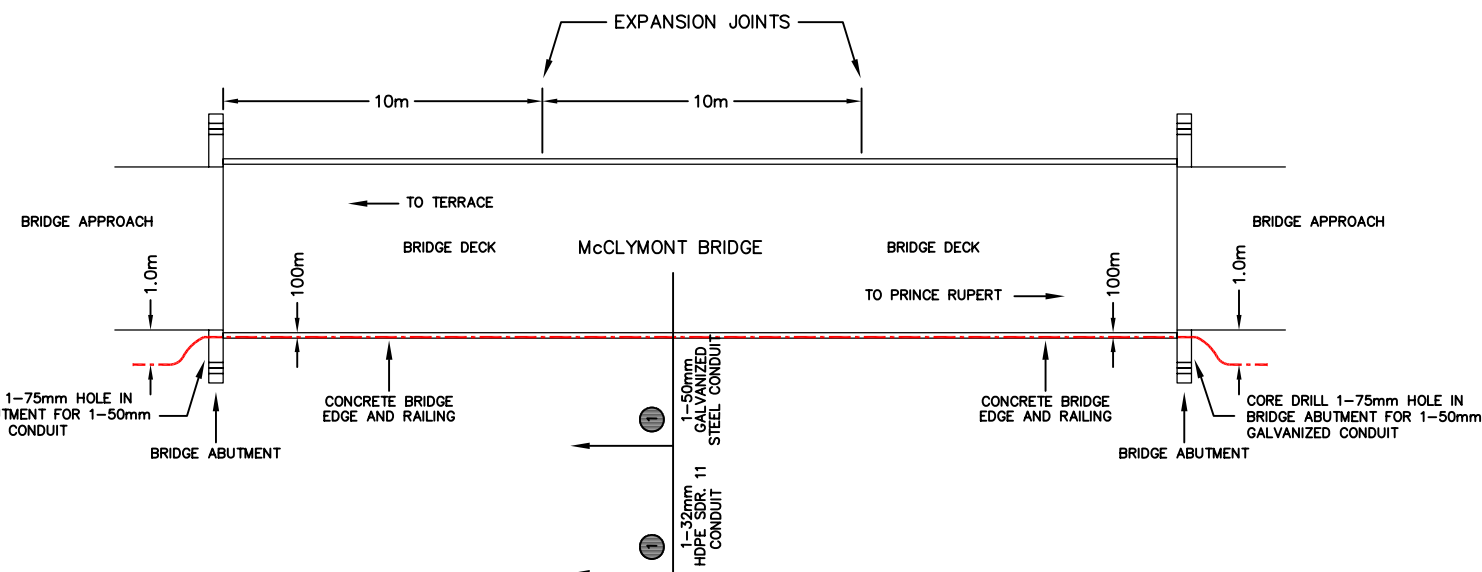 EXPANSION JOINTS
10m
10m
TO TERRACE
BRIDGE APPROACH
BRIDGE APPROACH
BRIDGE DECK
McCLYMONT BRIDGE
BRIDGE DECK
1.0m
100m
TO PRINCE RUPERT
100m
1.0m
1-75mm HOLE IN
TMENT FOR 1-50mm
CONDUIT
CONCRETE BRIDGE
EDGE AND RAILING
1-50mm
GALVANIZED
STEEL CONDUIT
1
CONCRETE BRIDGE
EDGE AND RAILING
CORE DRILL 1-75mm HOLE IN
BRIDGE ABUTMENT FOR 1-50mm
GALVANIZED CONDUIT
BRIDGE ABUTMENT
BRIDGE ABUTMENT
1-32mm
HDPE SDR. 11
CONDUIT
1